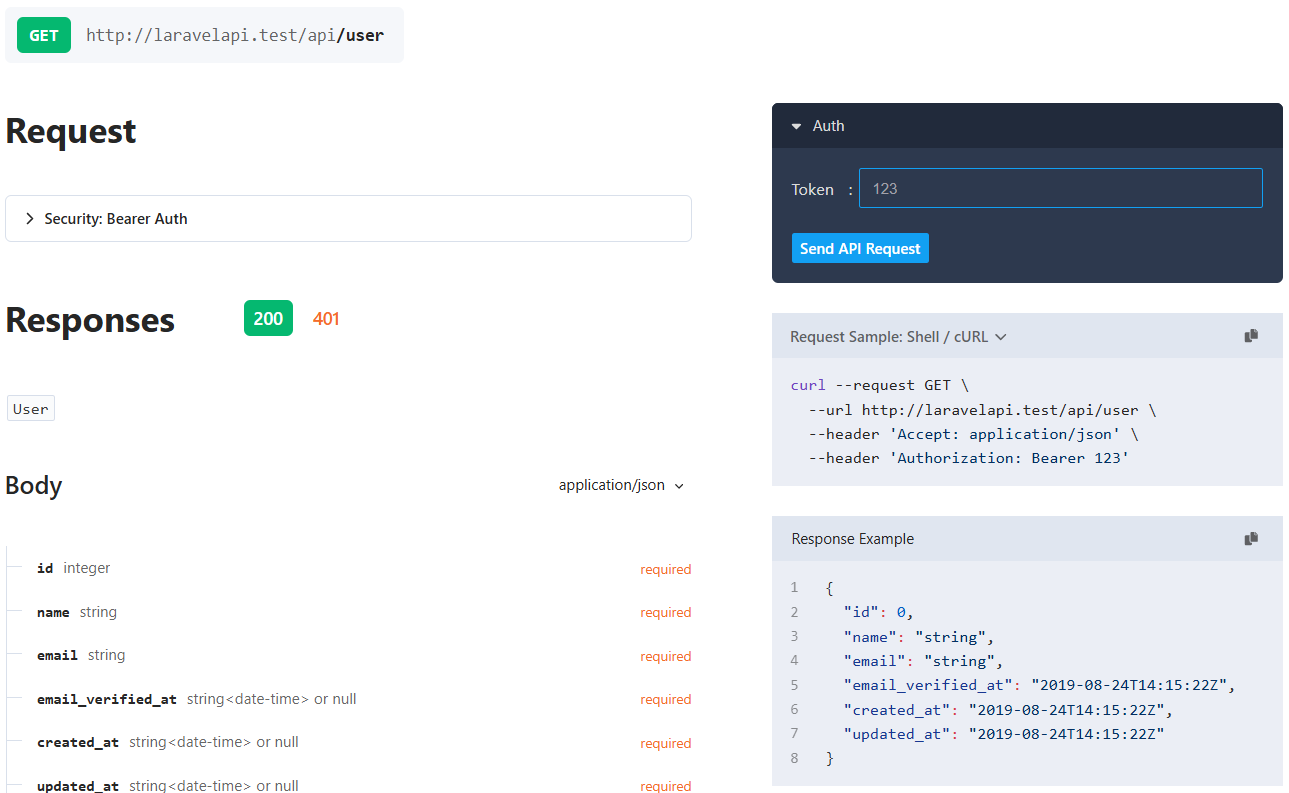 GET http://laravelapi.test/api/user
Request
Security: Bearer Auth
Responses 200 401
User
Body application/json
id integer required
name string required
email string required
email_verified_at string<date-time> or null required
created_at string<date-time> or null required
updated_at string<date-time> or null required
Auth
Token : 123
Send API Request
Request Sample: Shell / cURL
curl --request GET \
--url http://laravelapi.test/api/user \
--header 'Accept: application/json' \
--header 'Authorization: Bearer 123'
Response Example
1 {
2 "id": 0,
3 "name": "string",
4 "email": "string",
5 "email_verified_at": "2019-08-24T14:15:22Z",
6 "created_at": "2019-08-24T14:15:22Z",
7 "updated_at": "2019-08-24T14:15:22Z"
8 }